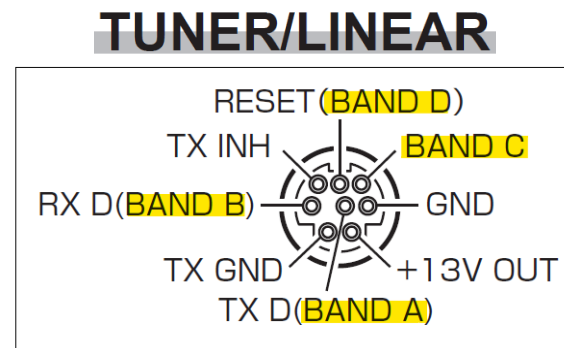 TUNER/LINEAR
RESET(BAND D)
TX INH
BAND C
RX D(BAND B)
GND
TX GND
+13V OUT
TX D(BAND A)